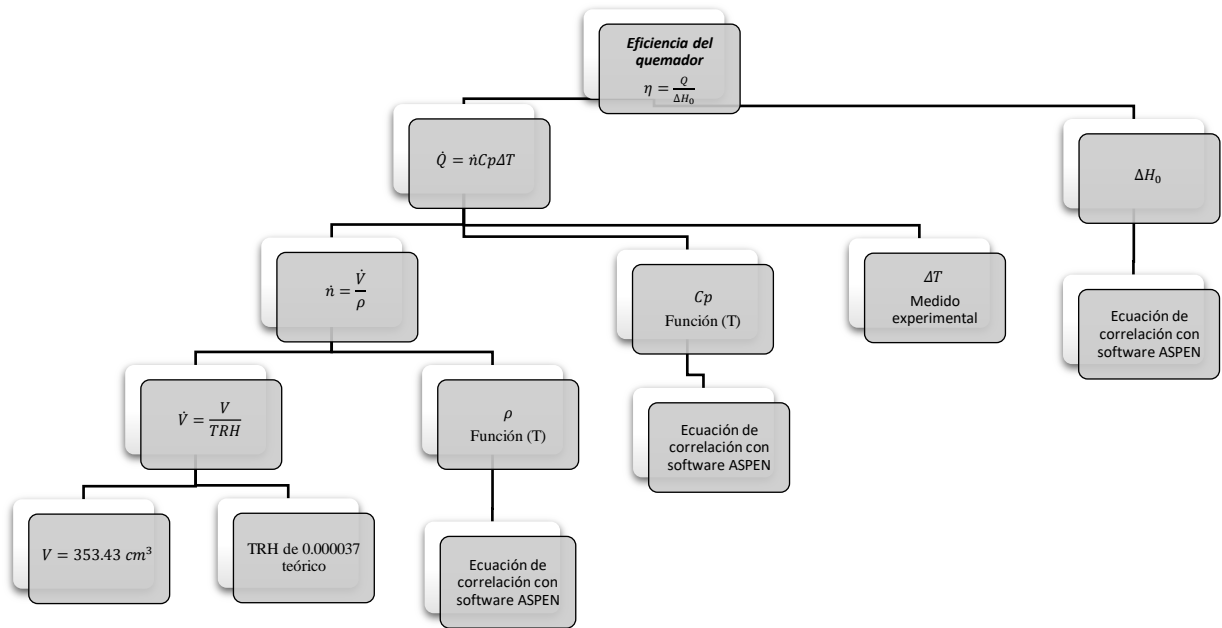 Eficiencia del
quemador
η = Q / ΔH₀
Q̇ = ṅCpΔT
ΔH₀
ṅ = V̇ / ρ
Cp
Función (T)
ΔT
Medido
experimental
Ecuación de
correlación con
software ASPEN
V̇ = V / TRH
ρ
Función (T)
Ecuación de
correlación con
software ASPEN
V = 353.43 cm³
TRH de 0.000037
teórico
Ecuación de
correlación con
software ASPEN